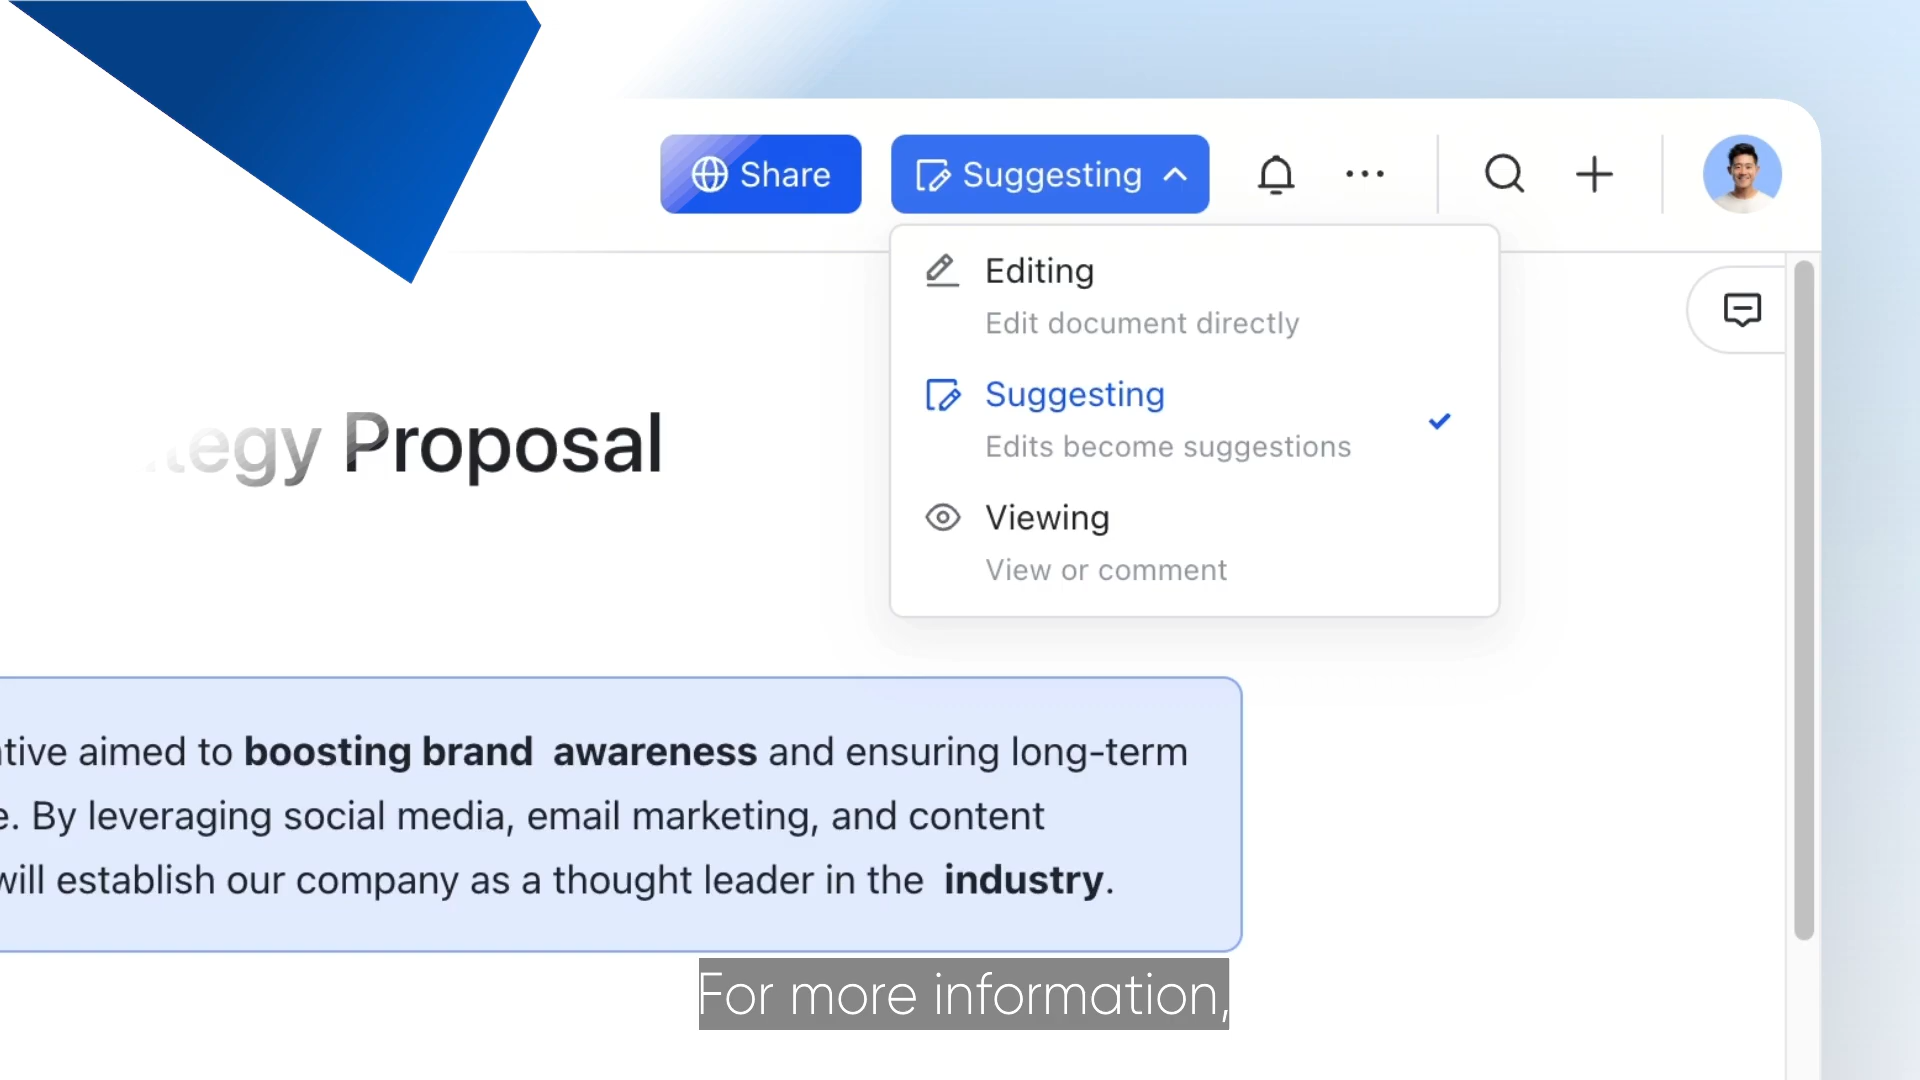 Share
Suggesting
Editing
Edit document directly
Suggesting
Edits become suggestions
Viewing
View or comment
Proposal
aimed to boosting brand awareness and ensuring long-term
By leveraging social media, email marketing, and content
will establish our company as a thought leader in the industry.
For more information,